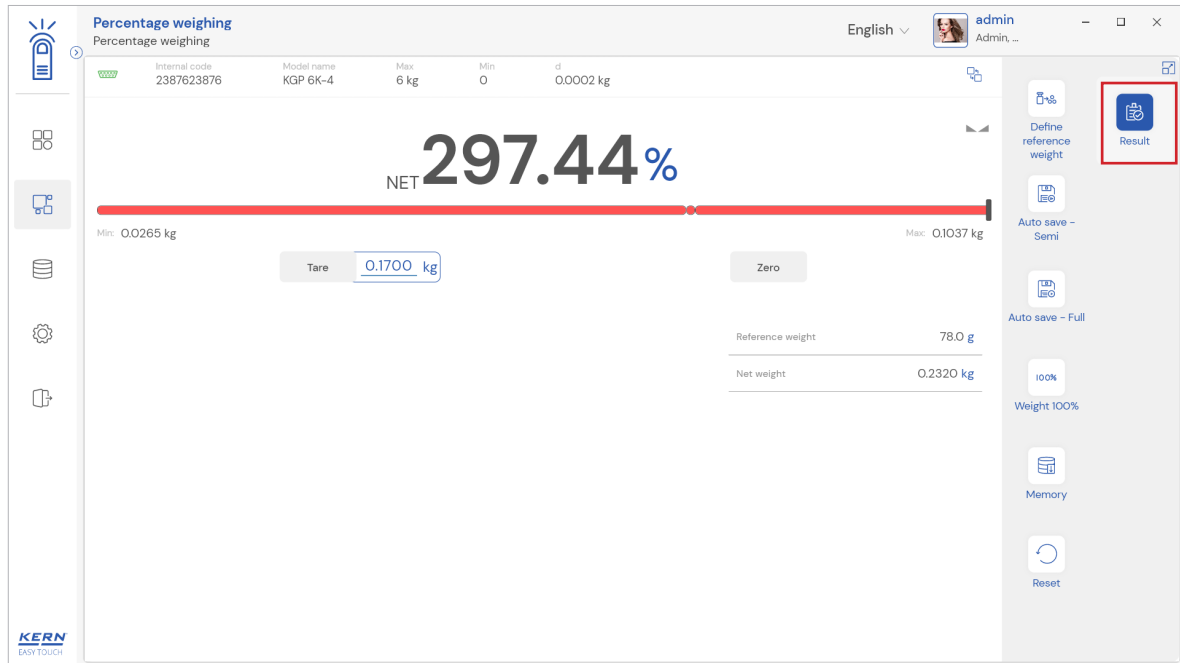 Percentage weighing
Percentage weighing
English
admin
Admin, ...
Internal code
2387623876
Model name
KGP 6K-4
Max
6 kg
Min
0
d
0.0002 kg
NET 297.44 %
Min: 0.0265 kg
Max: 0.1037 kg
Tare 0.1700 kg
Zero
Reference weight 78.0 g
Net weight 0.2320 kg
Define
reference
weight
Result
Auto save -
Semi
Auto save - Full
100%
Weight 100%
Memory
Reset
KERN
EASY TOUCH